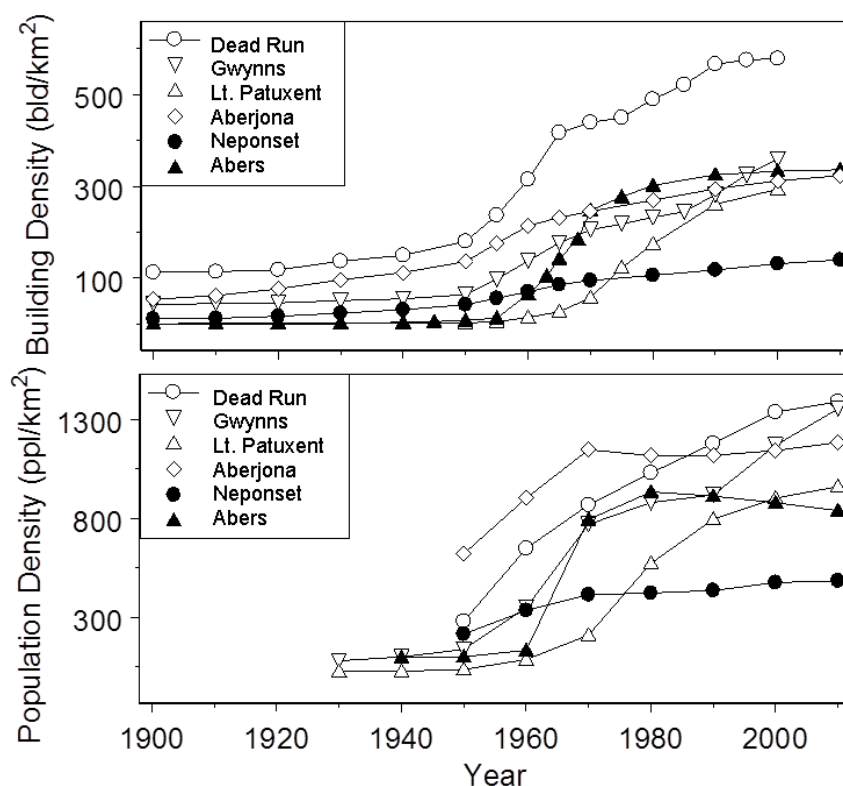 Building Density (bld/km²)
500
300
100
Dead Run
Gwynns
Lt. Patuxent
Aberjona
Neponset
Abers
Population Density (ppl/km²)
1300
800
300
Dead Run
Gwynns
Lt. Patuxent
Aberjona
Neponset
Abers
1900 1920 1940 1960 1980 2000
Year